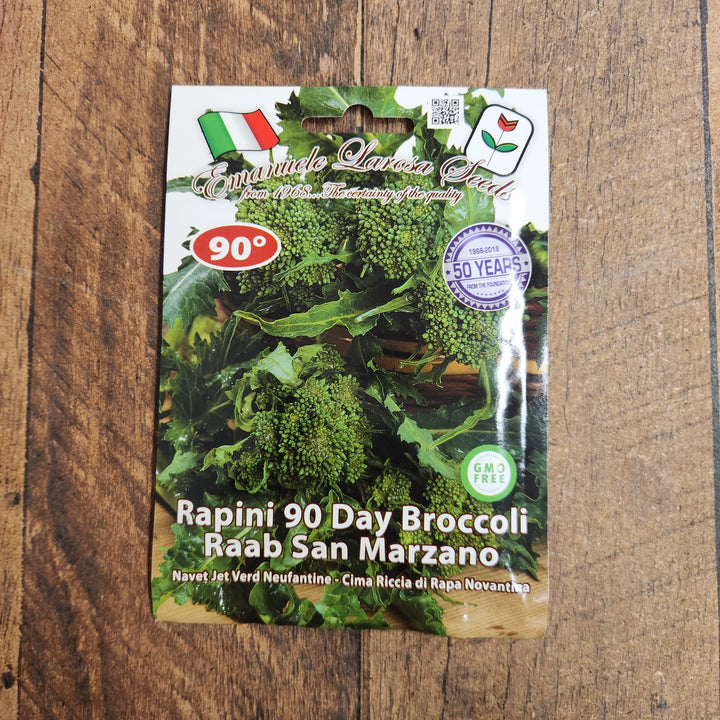 Emanuele Larosa Seeds
from 1968... The certainty of the quality
90°
1968-2018
50 YEARS
FROM THE FOUNDATION
GMO
FREE
Rapini 90 Day Broccoli
Raab San Marzano
Navet Jet Verd Neufantine - Cima Riccia di Rapa Novantina